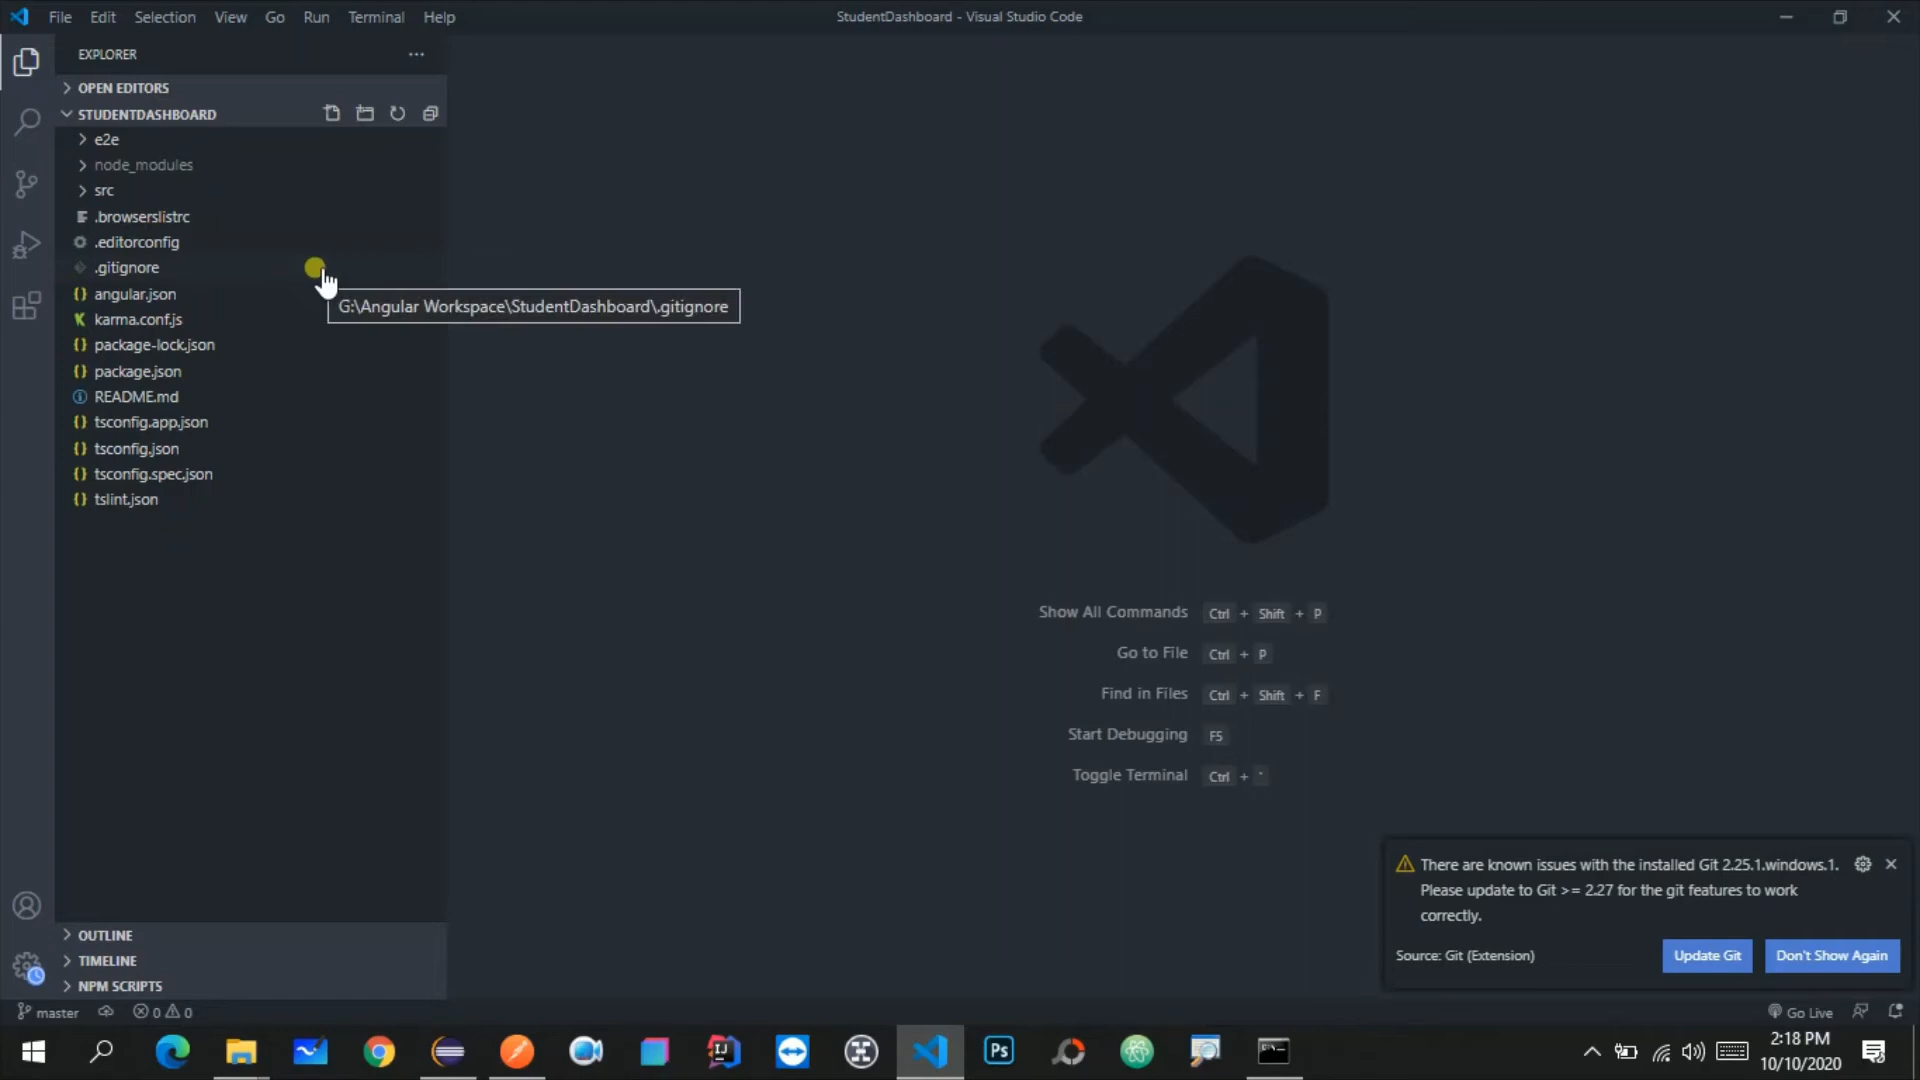 File Edit Selection View Go Run Terminal Help
StudentDashboard - Visual Studio Code
EXPLORER
OPEN EDITORS
STUDENTDASHBOARD
e2e
node_modules
src
.browserslistrc
.editorconfig
.gitignore
G:\Angular Workspace\StudentDashboard\.gitignore
angular.json
karma.conf.js
package-lock.json
package.json
README.md
tsconfig.app.json
tsconfig.json
tsconfig.spec.json
tslint.json
Show All Commands Ctrl + Shift + P
Go to File Ctrl + P
Find in Files Ctrl + Shift + F
Start Debugging F5
Toggle Terminal Ctrl + `
There are known issues with the installed Git 2.25.1.windows.1.
Please update to Git >= 2.27 for the git features to work
correctly.
Source: Git (Extension)
Update Git
Don't Show Again
OUTLINE
TIMELINE
NPM SCRIPTS
master
0 0
Go Live
IJ
Ps
2:18 PM
10/10/2020